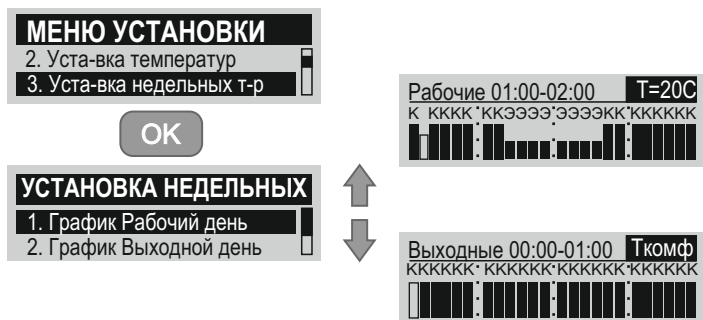 МЕНЮ УСТАНОВКИ
2. Уста-вка температур
3. Уста-вка недельных т-р
OK
УСТАНОВКА НЕДЕЛЬНЫХ
1. График Рабочий день
2. График Выходной день
Рабочие 01:00-02:00 T=20C
К КККК КККЭЭЭЭ ЭЭЭЭКК КККККК
Выходные 00:00-01:00 Ткомф
КККККК КККККК КККККК КККККК